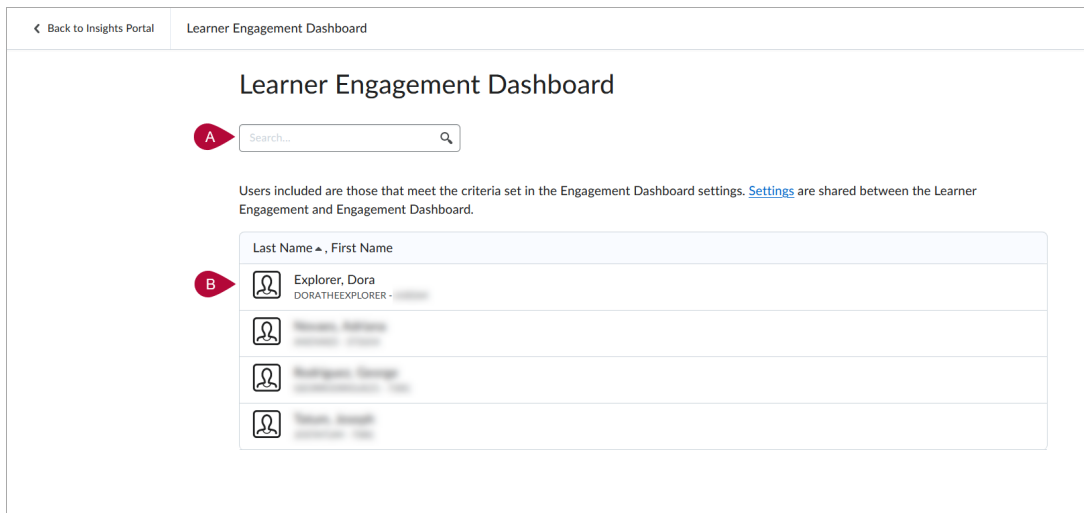 Back to Insights Portal
Learner Engagement Dashboard
Learner Engagement Dashboard
A
Search...
Users included are those that meet the criteria set in the Engagement Dashboard settings. Settings are shared between the Learner
Engagement and Engagement Dashboard.
Last Name , First Name
B
Explorer, Dora
DORATHEEXPLORER -